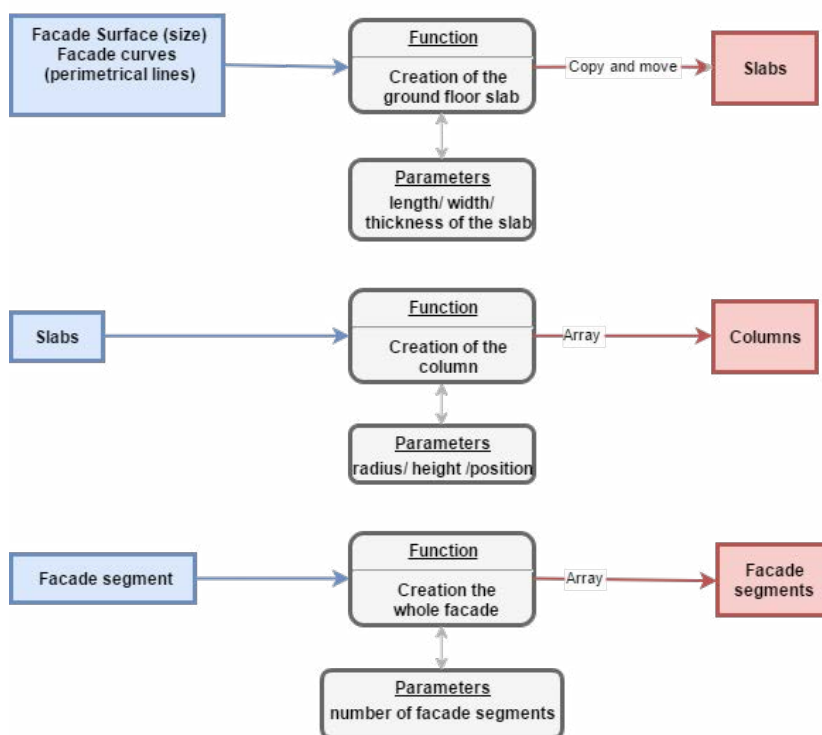 Facade Surface (size)
Facade curves
(perimetrical lines)
Function
Creation of the
ground floor slab
Copy and move
Slabs
Parameters
length/ width/
thickness of the slab
Slabs
Function
Creation of the
column
Array
Columns
Parameters
radius/ height /position
Facade segment
Function
Creation the
whole facade
Array
Facade
segments
Parameters
number of facade segments